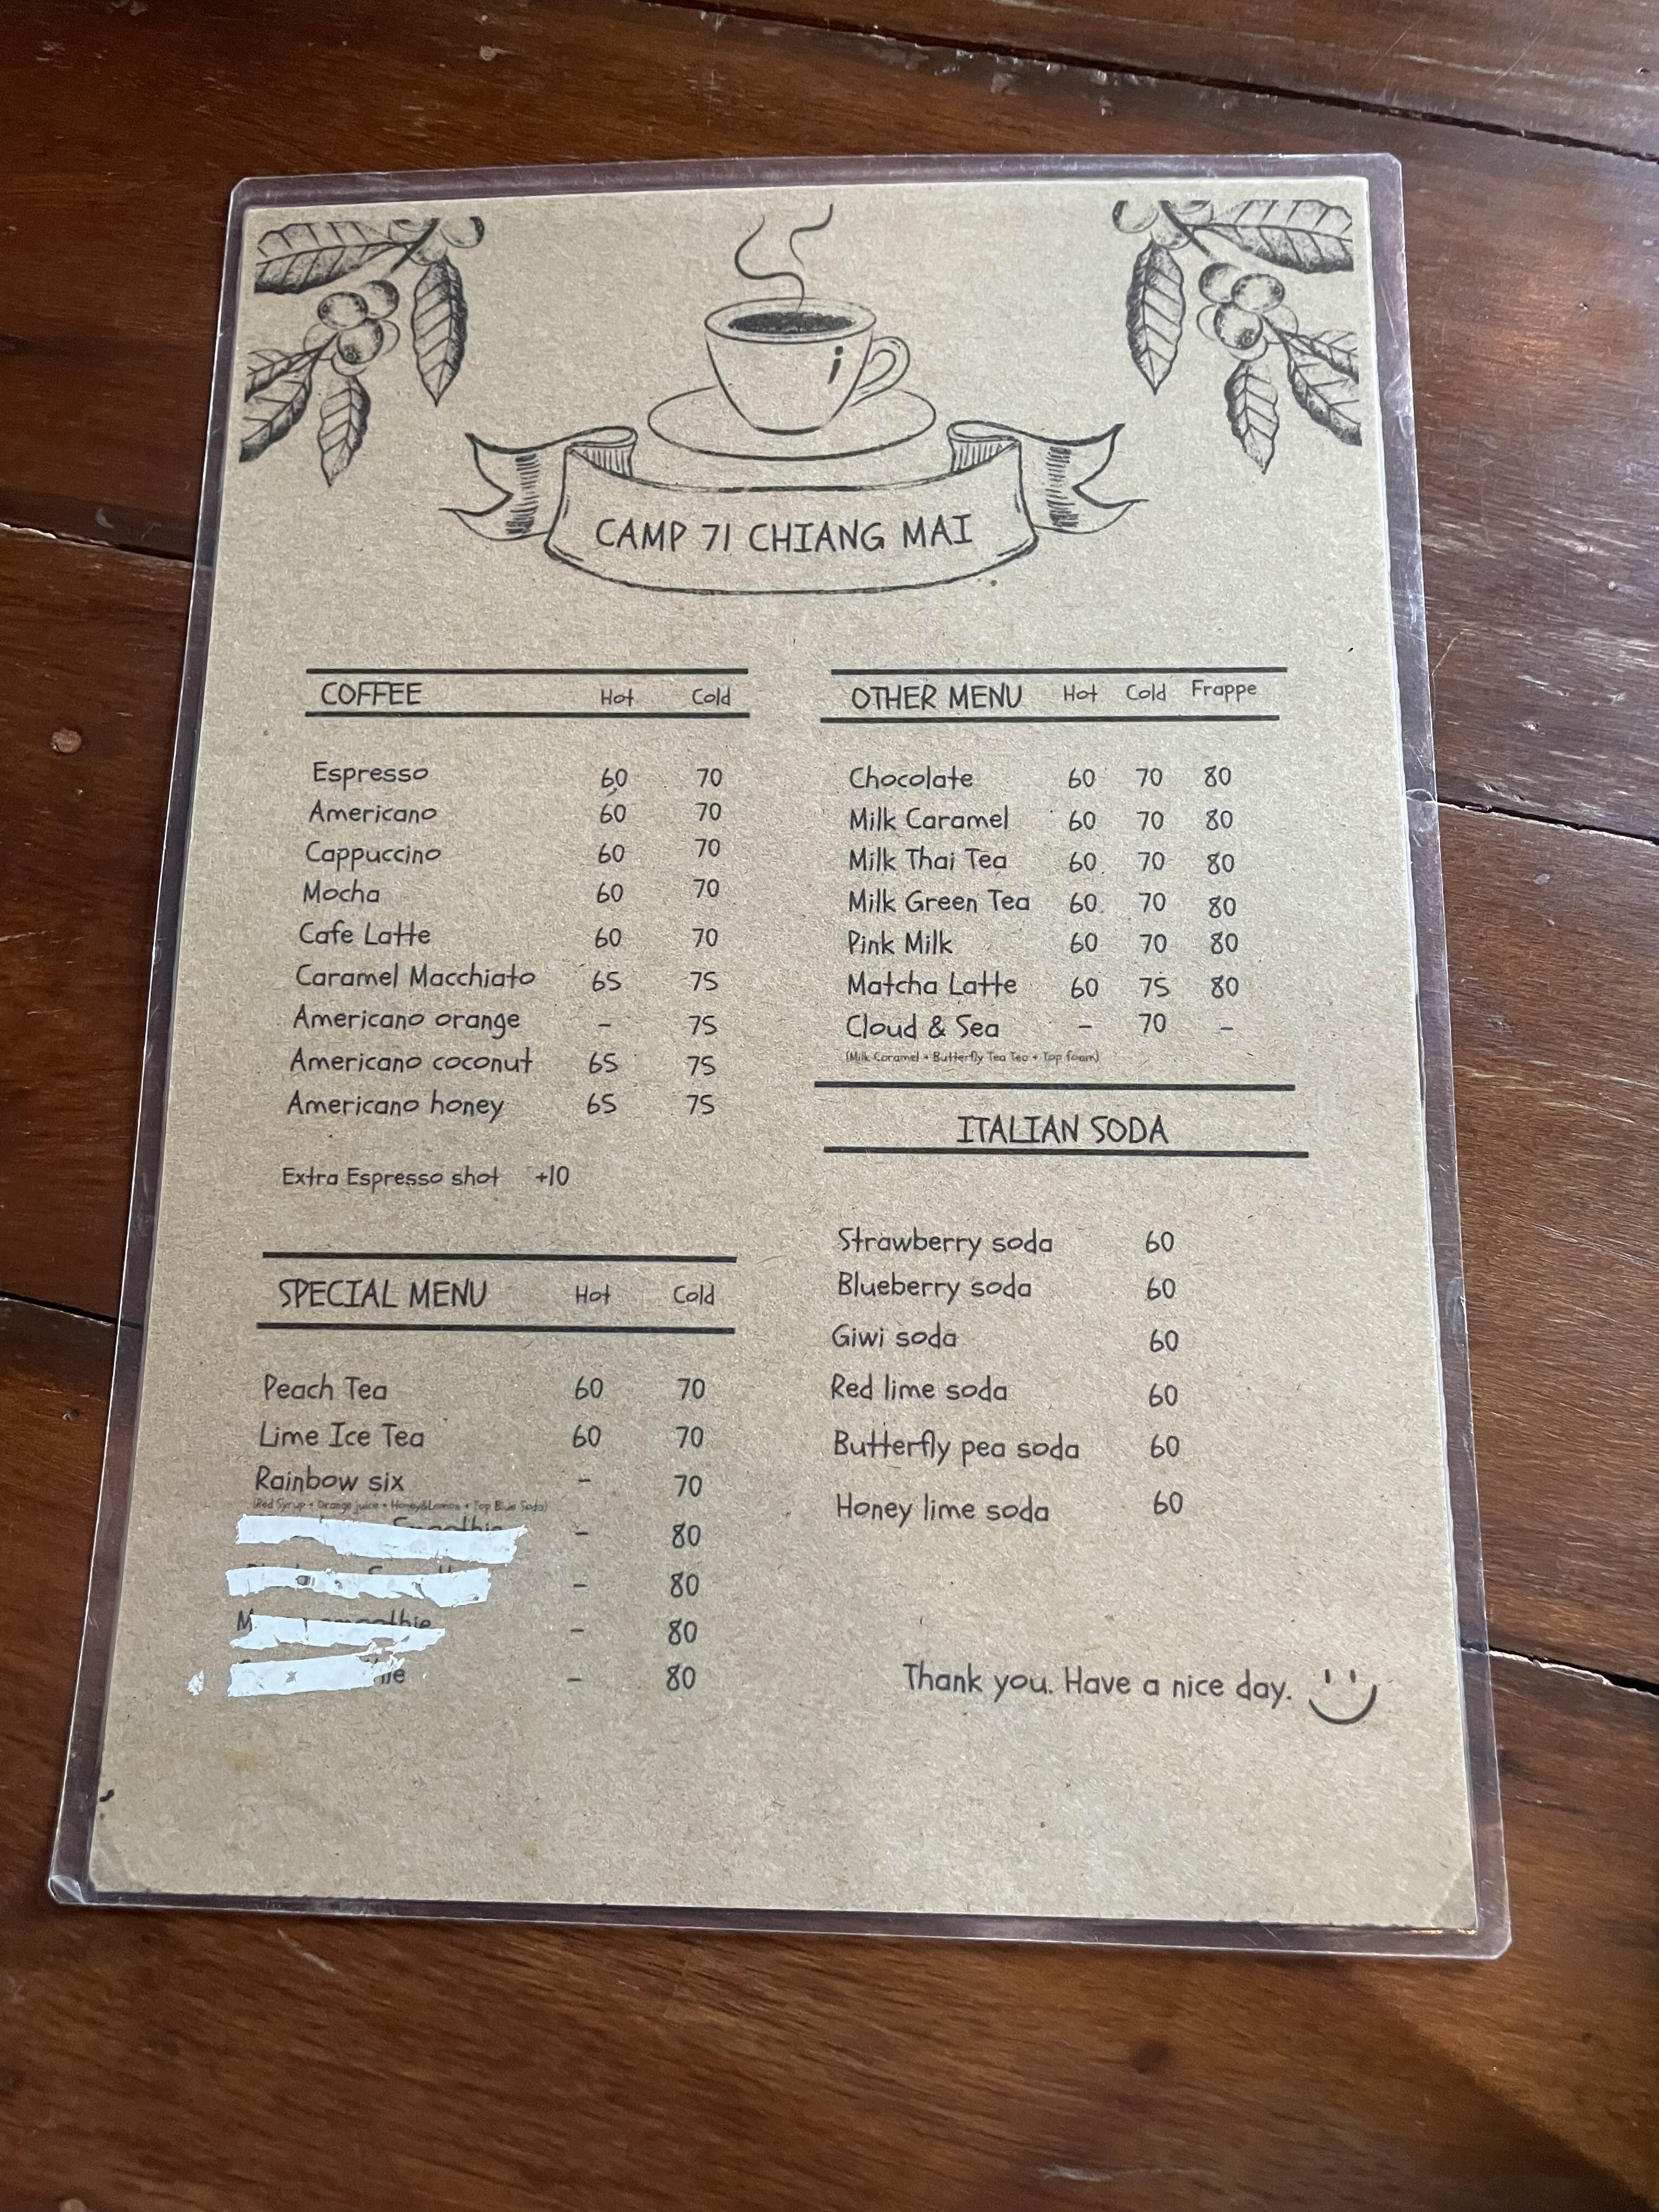 i
CAMP 71 CHIANG MAI
COFFEE Hot Cold
Espresso 60 70
Americano 60 70
Cappuccino 60 70
Mocha 60 70
Cafe Latte 60 70
Caramel Macchiato 65 75
Americano orange - 75
Americano coconut 65 75
Americano honey 65 75
Extra Espresso shot +10
SPECIAL MENU Hot Cold
Peach Tea 60 70
Lime Ice Tea 60 70
Rainbow six - 70
(Red Syrup + Orange juice + Honey&Lemon + Top Blue Soda)
Smoothie - 80
- 80
smoothie - 80
- 80
OTHER MENU Hot Cold Frappe
Chocolate 60 70 80
Milk Caramel 60 70 80
Milk Thai Tea 60 70 80
Milk Green Tea 60 70 80
Pink Milk 60 70 80
Matcha Latte 60 75 80
Cloud & Sea - 70 -
(Milk Caramel + Butterfly Tea Tea + Top foam)
ITALIAN SODA
Strawberry soda 60
Blueberry soda 60
Giwi soda 60
Red lime soda 60
Butterfly pea soda 60
Honey lime soda 60
Thank you. Have a nice day.